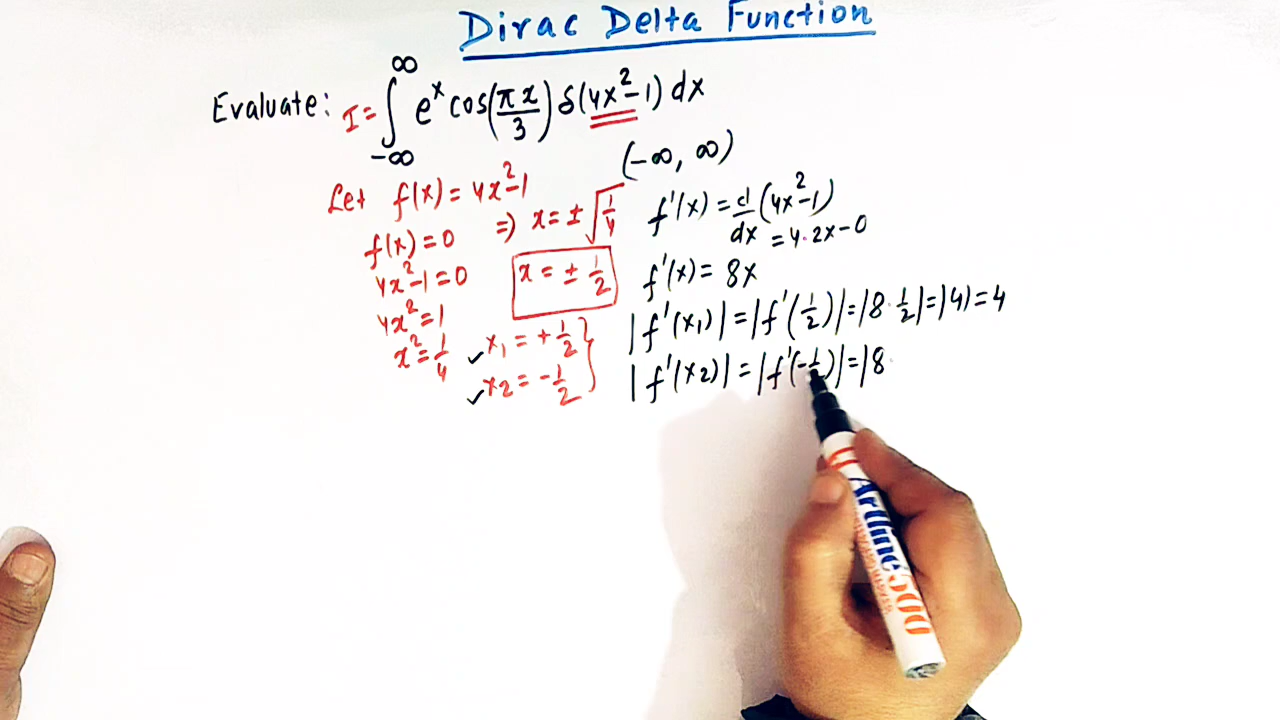 Dirac Delta Function
Evaluate: I = ∫_{-∞}^{∞} e^x cos(πx/3) δ(4x²-1) dx
(-∞, ∞)
Let f(x) = 4x²-1
f(x) = 0
4x²-1 = 0
4x² = 1
x² = 1/4
=> x = ± √(1/4)
x = ± 1/2
x₁ = + 1/2
x₂ = - 1/2
f'(x) = d/dx (4x²-1)
= 4·2x-0
f'(x) = 8x
|f'(x₁)| = |f'(1/2)| = |8·1/2| = |4| = 4
|f'(x2)| = |f'(-1/2)| = |8·
Artline 500